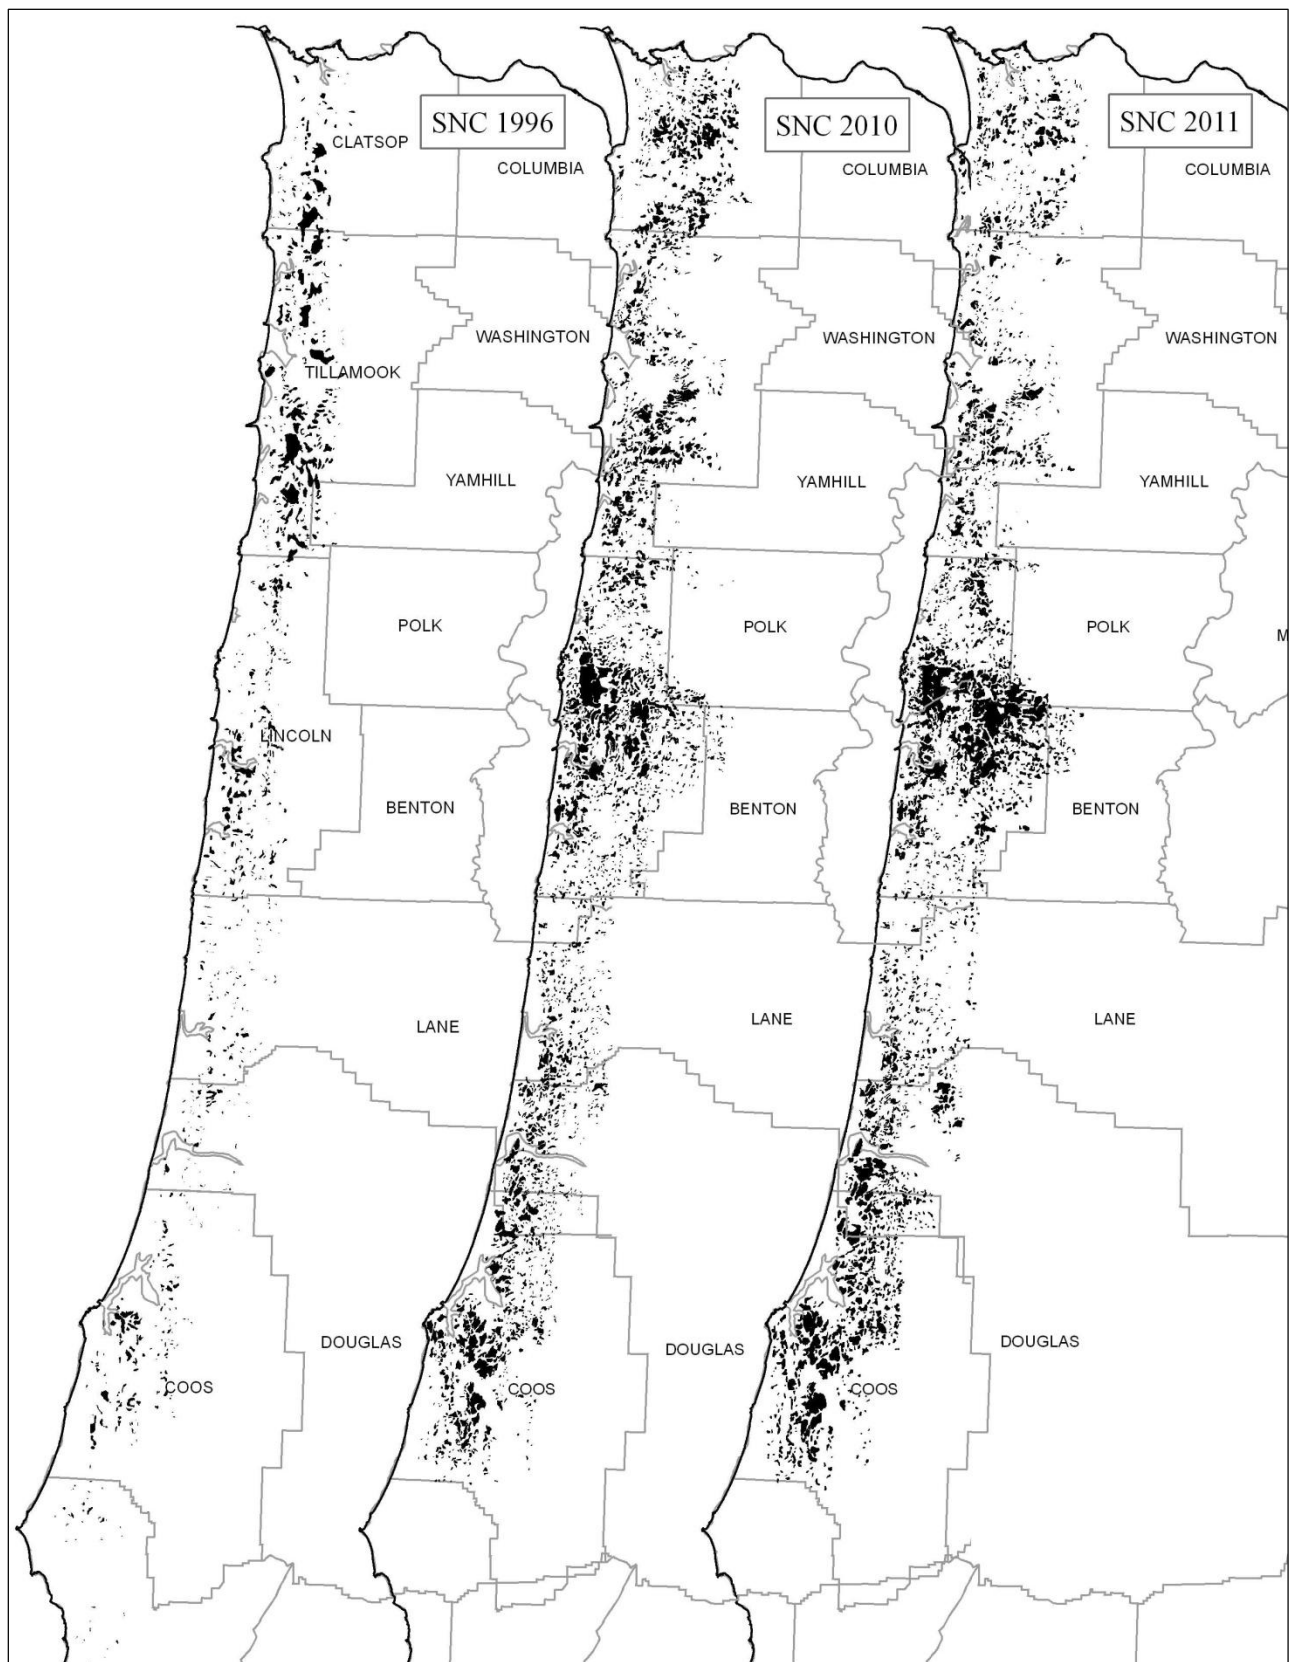 SNC 1996
SNC 2010
SNC 2011
CLATSOP
COLUMBIA
COLUMBIA
COLUMBIA
WASHINGTON
WASHINGTON
WASHINGTON
TILLAMOOK
YAMHILL
YAMHILL
YAMHILL
POLK
POLK
POLK
M
LINCOLN
BENTON
BENTON
BENTON
LANE
LANE
LANE
DOUGLAS
DOUGLAS
DOUGLAS
COOS
COOS
COOS